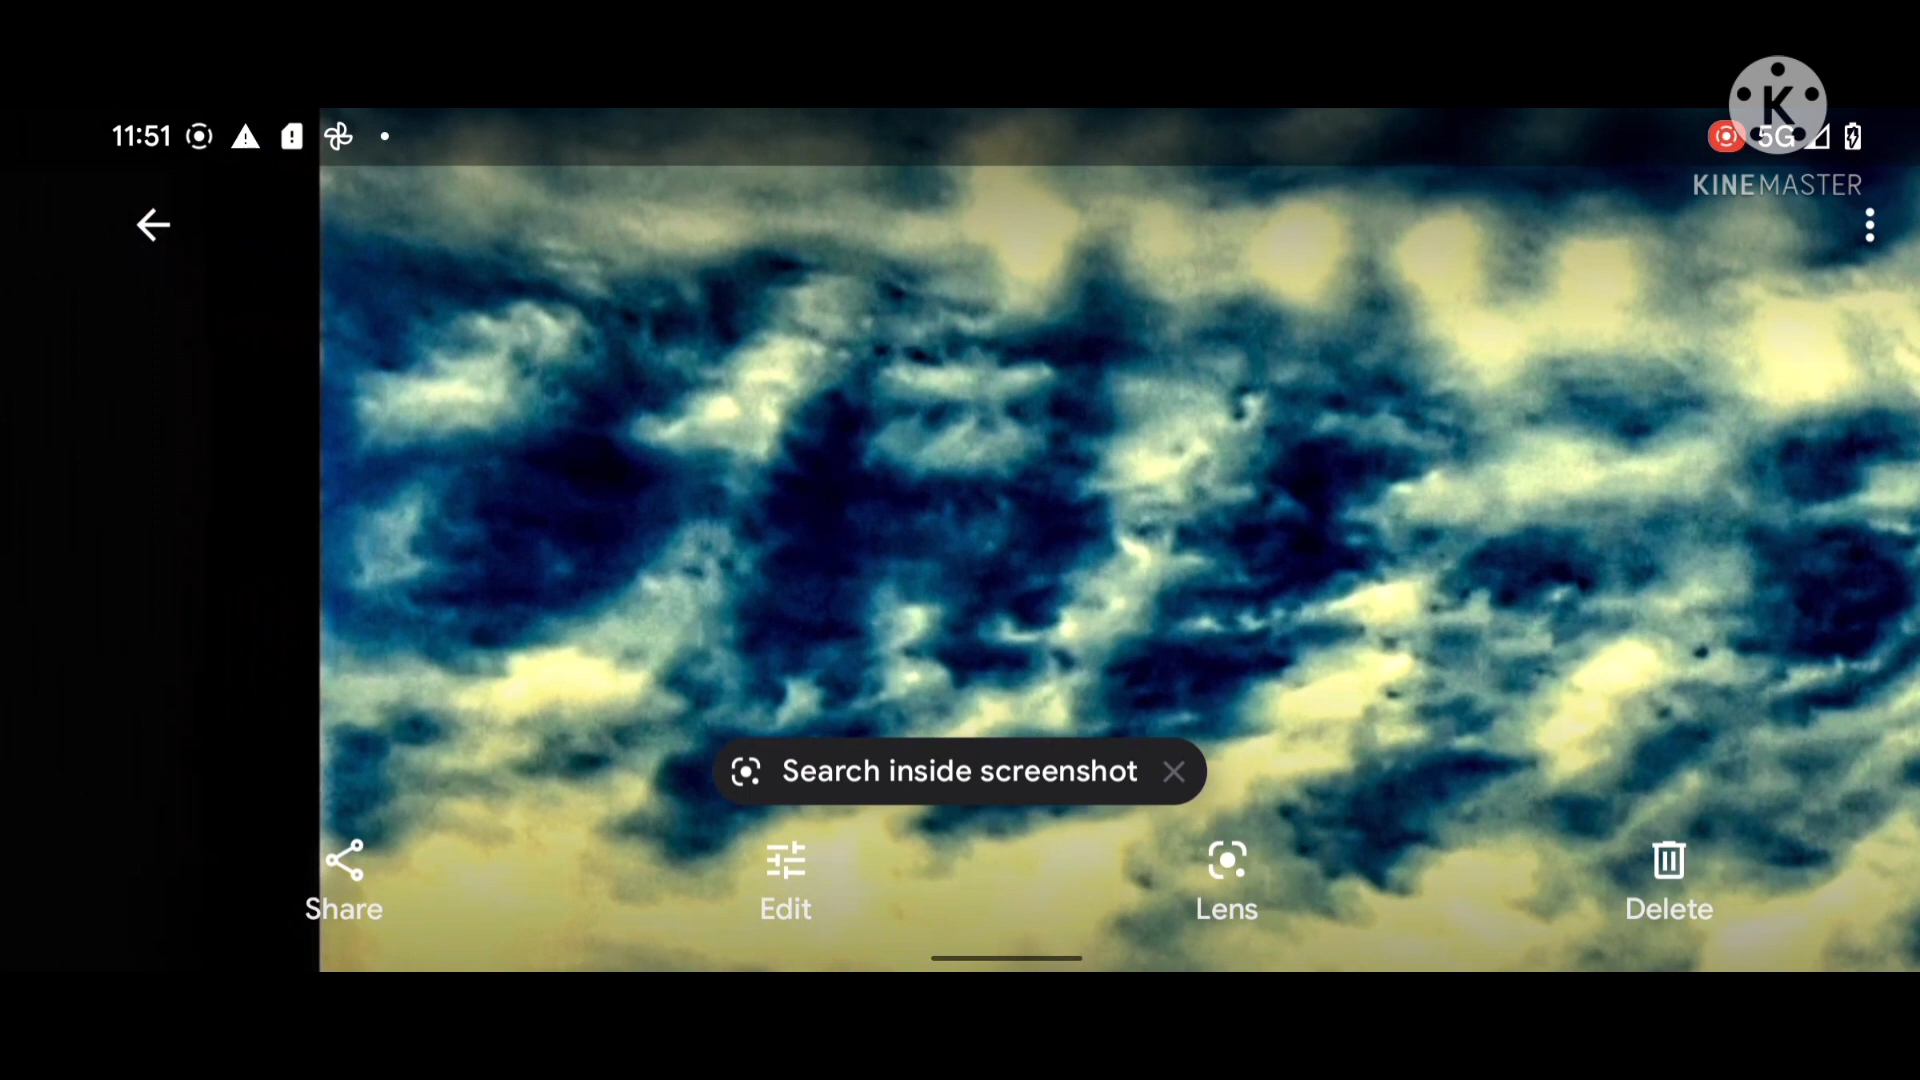 11:51
5G
K
KINEMASTER
Search inside screenshot
Share
Edit
Lens
Delete